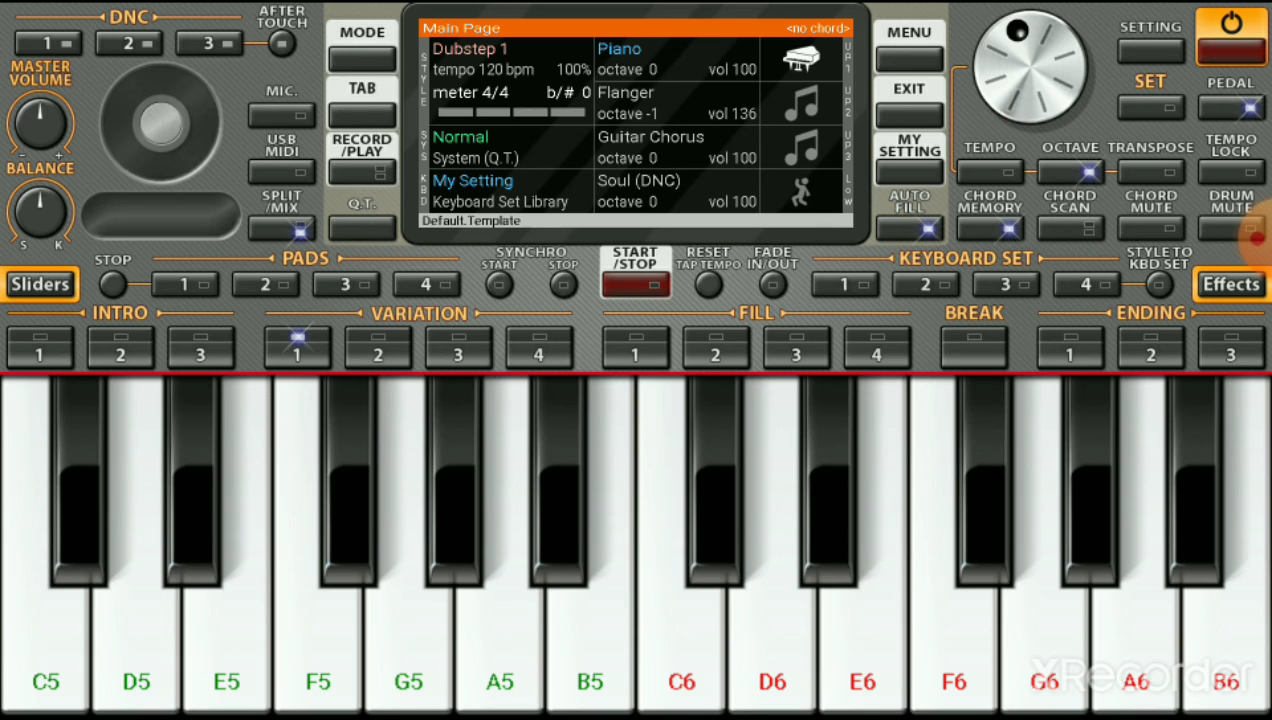 DNC
AFTER
TOUCH
1
2
3
MASTER
VOLUME
- +
BALANCE
S K
MIC.
USB
MIDI
SPLIT
/MIX
MODE
TAB
RECORD
/PLAY
Q.T.
Main Page <no chord>
STYLE
Dubstep 1
tempo 120 bpm 100%
meter 4/4 b/# 0
SYS
Normal
System (Q.T.)
KBD
My Setting
Keyboard Set Library
Piano
octave 0 vol 100
UP1
Flanger
octave -1 vol 136
UP2
Guitar Chorus
octave 0 vol 100
UP3
Soul (DNC)
octave 0 vol 100
Low
Default.Template
MENU
EXIT
MY
SETTING
AUTO
FILL
SETTING
SET
PEDAL
TEMPO
OCTAVE
TRANSPOSE
TEMPO
LOCK
CHORD
MEMORY
CHORD
SCAN
CHORD
MUTE
DRUM
MUTE
Sliders
STOP
PADS
1
2
3
4
SYNCHRO
START STOP
START
/STOP
RESET
TAP TEMPO
FADE
IN/OUT
KEYBOARD SET
1
2
3
4
STYLE TO
KBD SET
Effects
INTRO
1
2
3
VARIATION
1
2
3
4
FILL
1
2
3
4
BREAK
ENDING
1
2
3
C5 D5 E5 F5 G5 A5 B5 C6 D6 E6 F6 G6 A6 B6
XRecorder